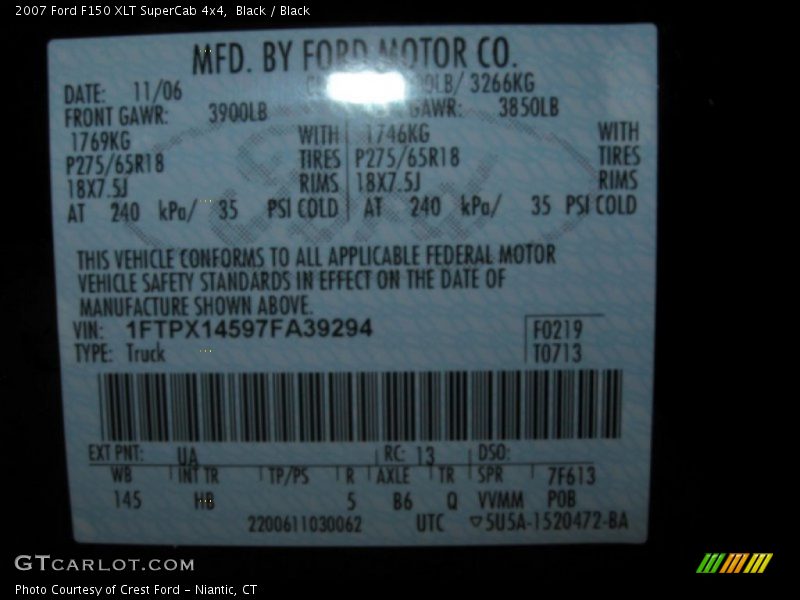 2007 Ford F150 XLT SuperCab 4x4, Black / Black
MFD. BY FORD MOTOR CO.
DATE: 11/06 LB/ 3266KG
FRONT GAWR: 3900LB GAWR: 3850LB
1769KG WITH 1746KG WITH
P275/65R18 TIRES P275/65R18 TIRES
18X7.5J RIMS 18X7.5J RIMS
AT 240 kPa/ 35 PSI COLD AT 240 kPa/ 35 PSI COLD
Ford
THIS VEHICLE CONFORMS TO ALL APPLICABLE FEDERAL MOTOR
VEHICLE SAFETY STANDARDS IN EFFECT ON THE DATE OF
MANUFACTURE SHOWN ABOVE.
VIN: 1FTPX14597FA39294 F0219
TYPE: Truck T0713
EXT PNT: UA RC: 13 DSO:
WB INT TR TP/PS R AXLE TR SPR 7F613
145 HB 5 B6 Q VVMM POB
2200611030062 UTC ▽5U5A-1520472-BA
GTCARLOT.COM
Photo Courtesy of Crest Ford - Niantic, CT